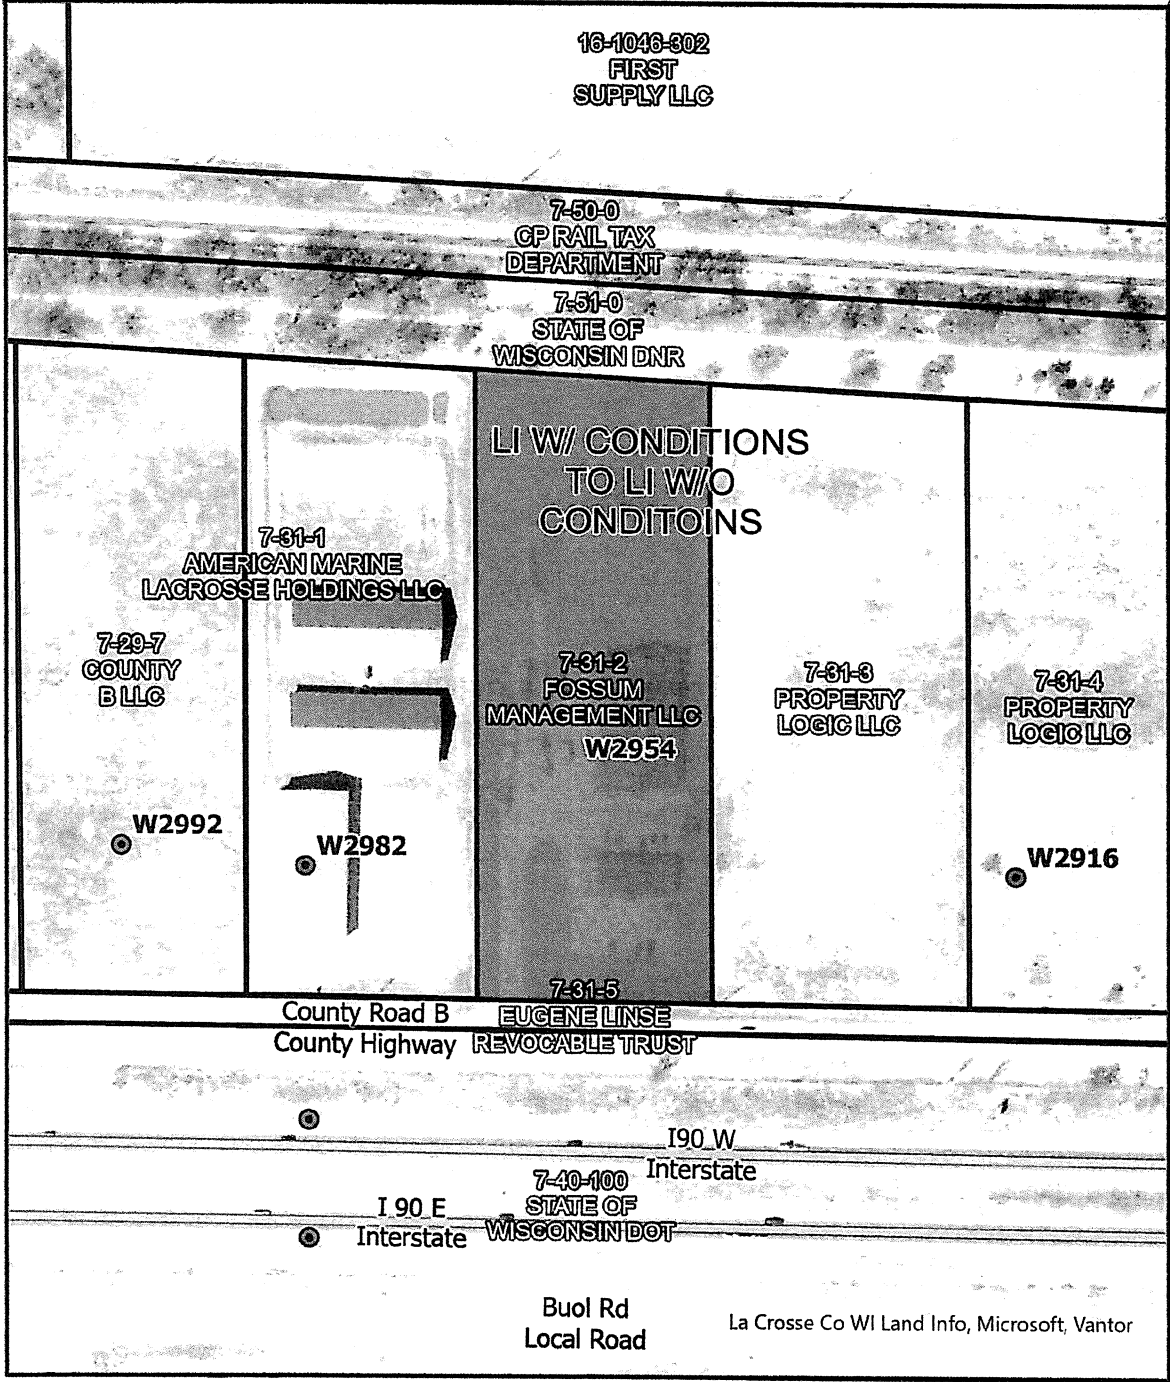 16-1046-302
FIRST
SUPPLY LLC
7-50-0
CP RAIL TAX
DEPARTMENT
7-51-0
STATE OF
WISCONSIN DNR
LI W/ CONDITIONS
TO LI W/O
CONDITOINS
7-31-1
AMERICAN MARINE
LACROSSE HOLDINGS LLC
7-29-7
COUNTY
B LLC
7-31-2
FOSSUM
MANAGEMENT LLC
W2954
7-31-3
PROPERTY
LOGIC LLC
7-31-4
PROPERTY
LOGIC LLC
W2992
W2982
W2916
County Road B
County Highway
7-31-5
EUGENE LINSE
REVOCABLE TRUST
I90 W
Interstate
7-40-100
STATE OF
WISCONSIN DOT
I 90 E
Interstate
Buol Rd
Local Road
La Crosse Co WI Land Info, Microsoft, Vantor